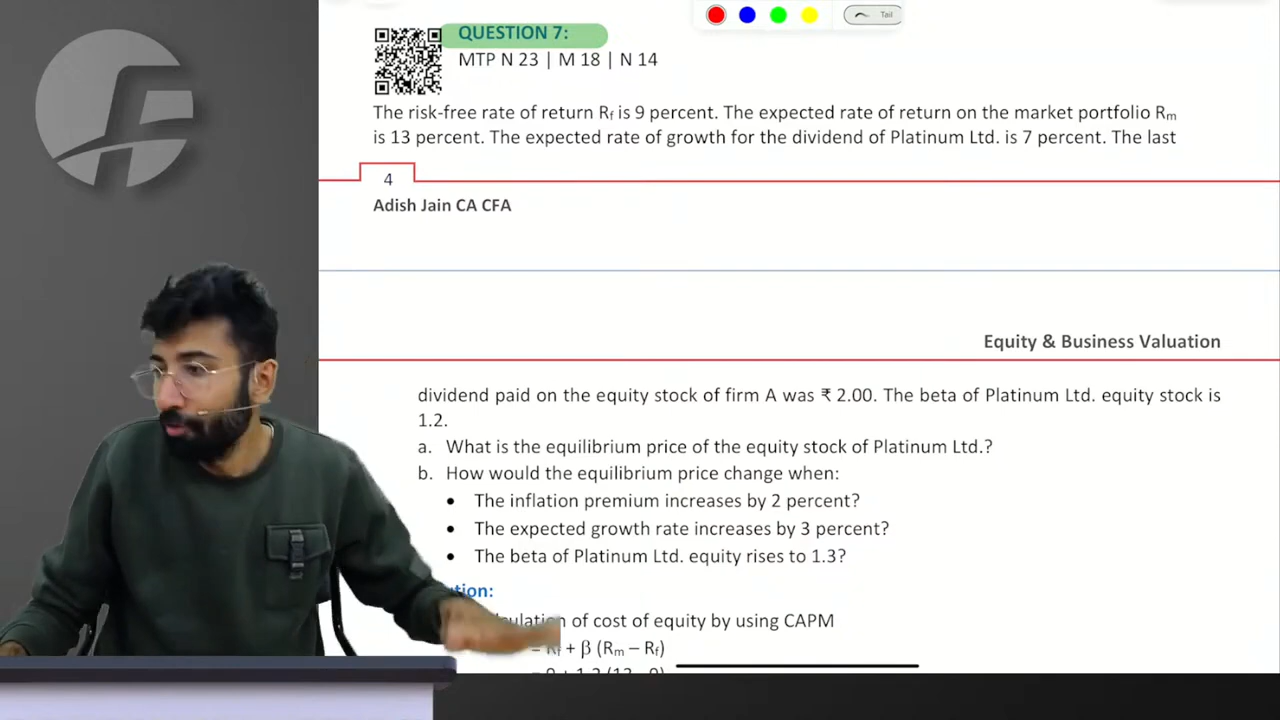 Tail
QUESTION 7:
MTP N 23 | M 18 | N 14
The risk-free rate of return Rf is 9 percent. The expected rate of return on the market portfolio Rm
is 13 percent. The expected rate of growth for the dividend of Platinum Ltd. is 7 percent. The last
4
Adish Jain CA CFA
Equity & Business Valuation
dividend paid on the equity stock of firm A was ₹ 2.00. The beta of Platinum Ltd. equity stock is
1.2.
a. What is the equilibrium price of the equity stock of Platinum Ltd.?
b. How would the equilibrium price change when:
• The inflation premium increases by 2 percent?
• The expected growth rate increases by 3 percent?
• The beta of Platinum Ltd. equity rises to 1.3?
of cost of equity by using CAPM
= Rf + β (Rm – Rf)